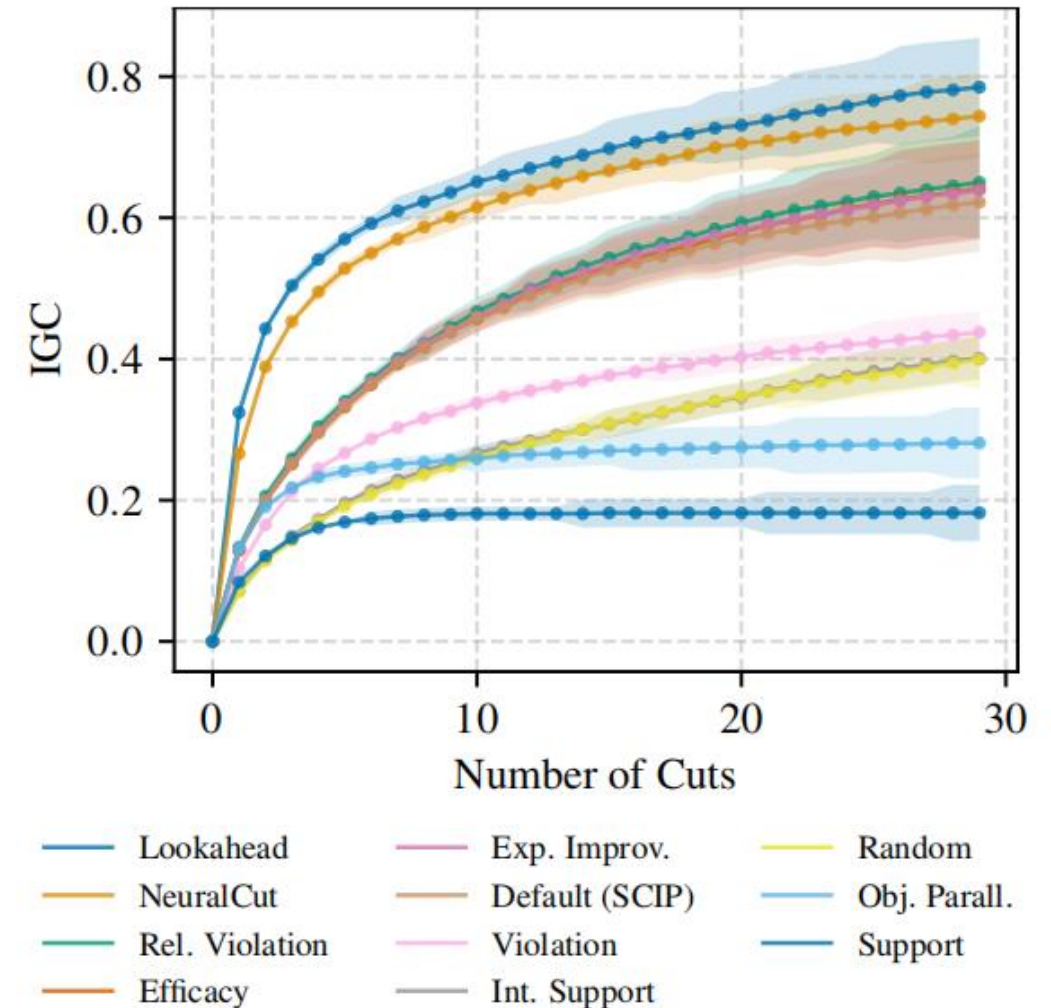 0.8
0.6
0.4
0.2
0.0
IGC
0 10 20 30
Number of Cuts
Lookahead Exp. Improv. Random
NeuralCut Default (SCIP) Obj. Parall.
Rel. Violation Violation Support
Efficacy Int. Support